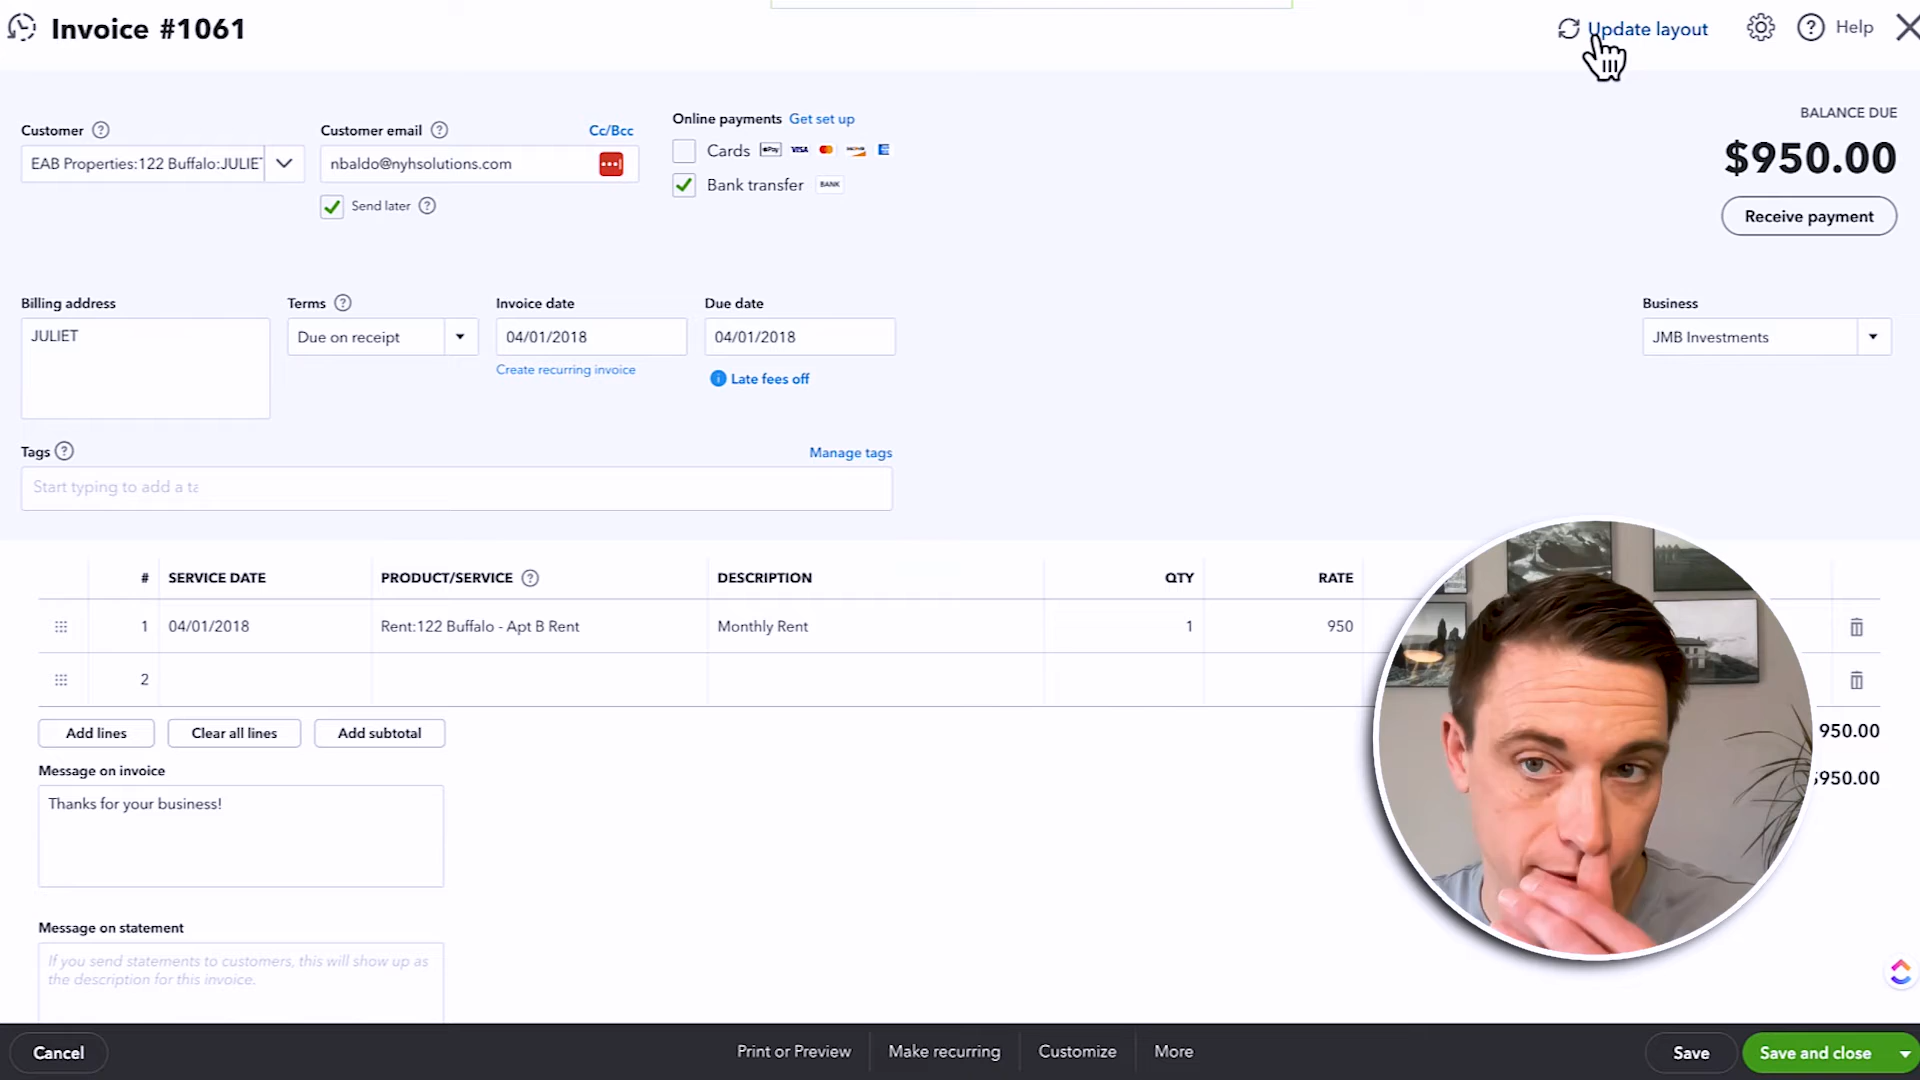 Invoice #1061
Update layout
Help
Customer
Customer email
Cc/Bcc
Online payments Get set up
BALANCE DUE
EAB Properties:122 Buffalo:JULIE
nbaldo@nyhsolutions.com
Cards
Pay VISA
$950.00
Send later
Bank transfer BANK
Receive payment
Billing address
Terms
Invoice date
Due date
Business
JULIET
Due on receipt
04/01/2018
04/01/2018
JMB Investments
Create recurring invoice
Late fees off
Tags
Manage tags
Start typing to add a ta
# SERVICE DATE PRODUCT/SERVICE DESCRIPTION QTY RATE
1 04/01/2018 Rent:122 Buffalo - Apt B Rent Monthly Rent 1 950
2
Add lines
Clear all lines
Add subtotal
950.00
Message on invoice
$950.00
Thanks for your business!
Message on statement
If you send statements to customers, this will show up as
the description for this invoice.
Cancel
Print or Preview
Make recurring
Customize
More
Save
Save and close